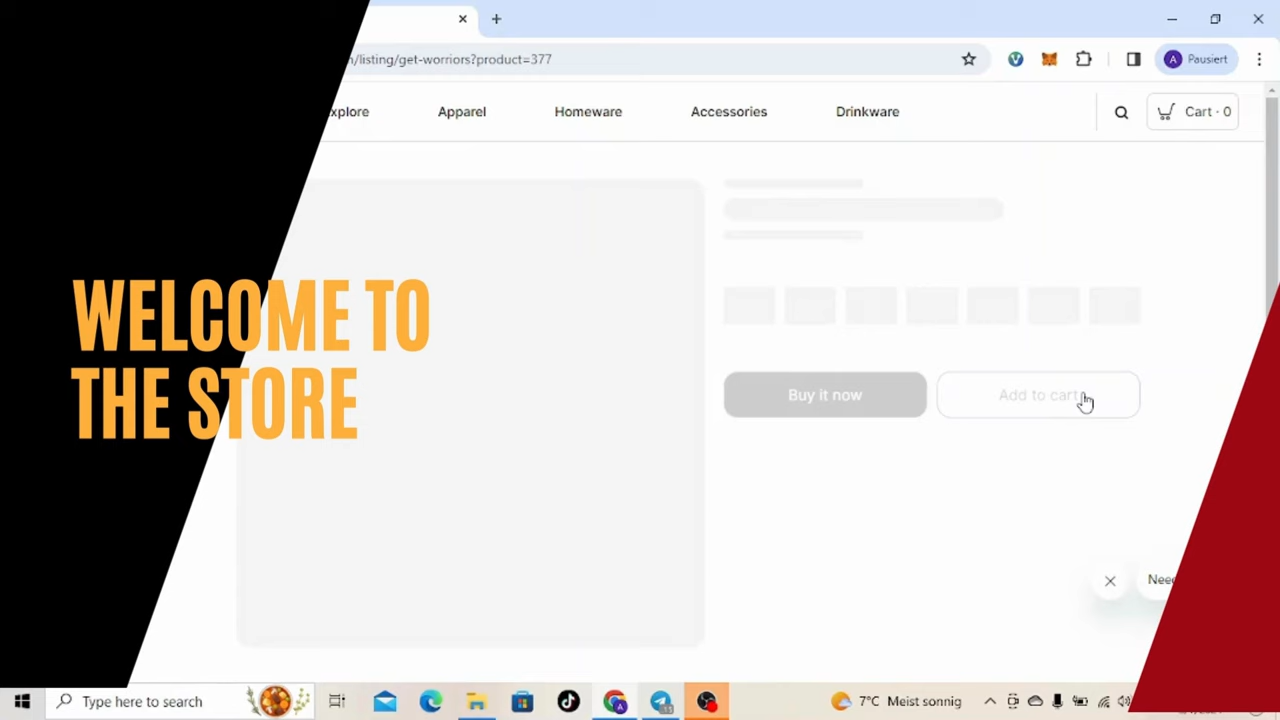 n/listing/get-worriors?product=377
A
Pausiert
xplore
Apparel
Homeware
Accessories
Drinkware
Cart · 0
WELCOME TO
THE STORE
Buy it now
Add to cart
Nee
Type here to search
7°C Meist sonnig